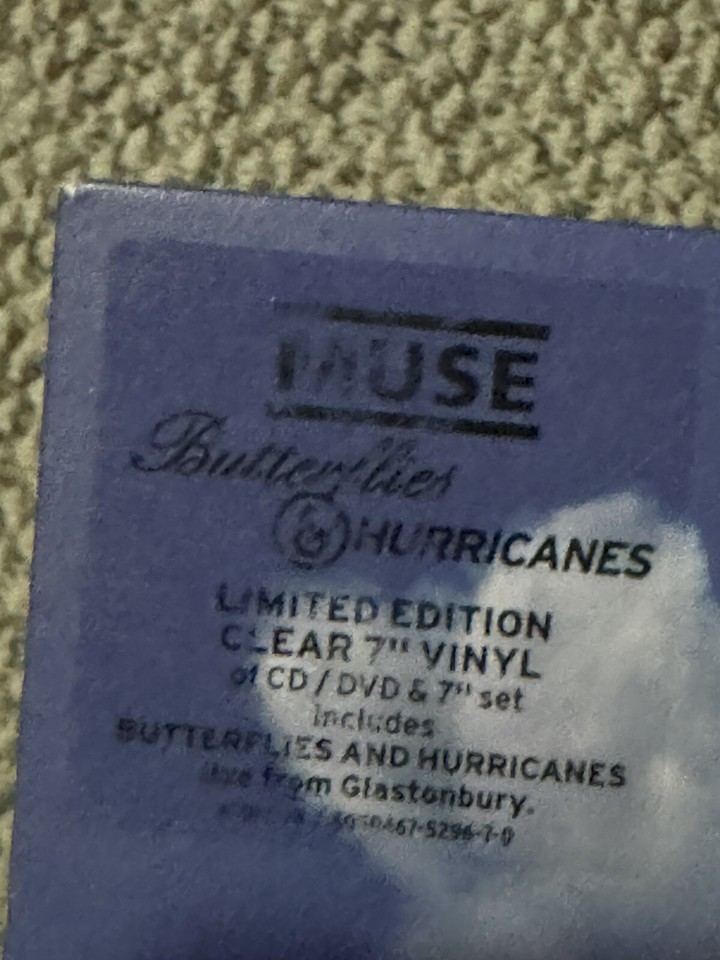 MUSE
Butterflies
& HURRICANES
LIMITED EDITION
CLEAR 7" VINYL
of CD / DVD & 7" set
includes
BUTTERFLIES AND HURRICANES
live from Glastonbury.